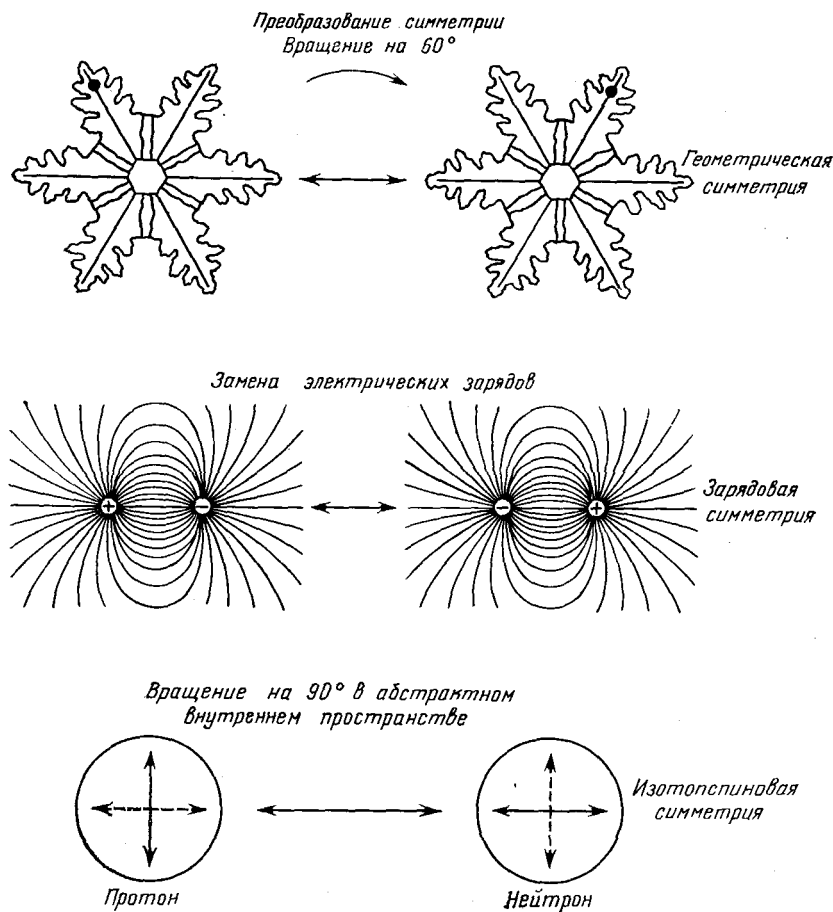 Преобразование симметрии
Вращение на 60°
Геометрическая
симметрия
Замена электрических зарядов
+
−
−
+
Зарядовая
симметрия
Вращение на 90° в абстрактном
внутреннем пространстве
Изотопспиновая
симметрия
Протон
Нейтрон